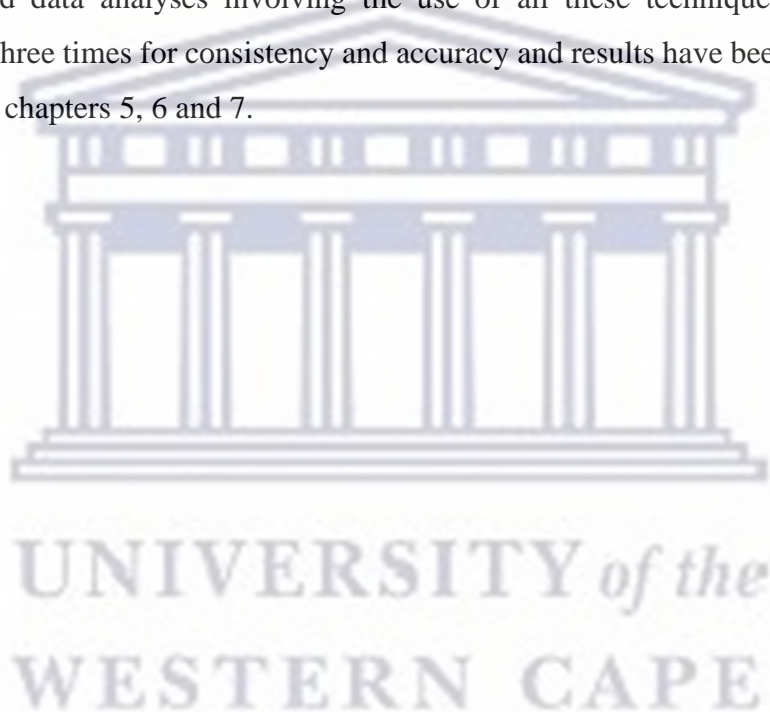 d data analyses involving the use of all these technique
hree times for consistency and accuracy and results have bee
chapters 5, 6 and 7.
UNIVERSITY of the
WESTERN CAPE